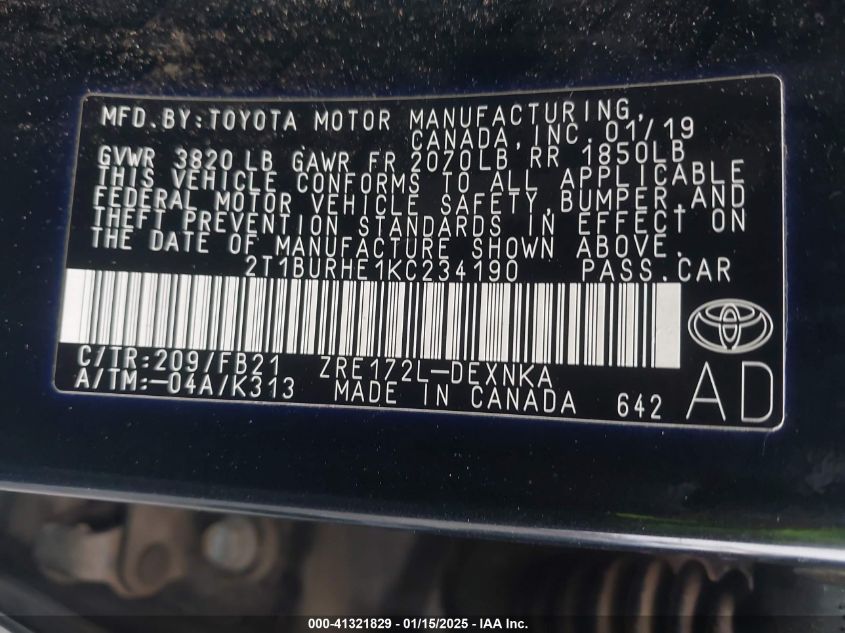 MFD.BY:TOYOTA MOTOR MANUFACTURING,
CANADA,INC. 01/19
GVWR 3820 LB GAWR FR 2070LB RR 1850LB
THIS VEHICLE CONFORMS TO ALL APPLICABLE
FEDERAL MOTOR VEHICLE SAFETY,BUMPER,AND
THEFT PREVENTION STANDARDS IN EFFECT ON
THE DATE OF MANUFACTURE SHOWN ABOVE.
2T1BURHE1KC234190 PASS.CAR
C/TR:209/FB21 ZRE172L-DEXNKA
A/TM:-04A/K313 MADE IN CANADA 642 AD
000-41321829 - 01/15/2025 - IAA Inc.